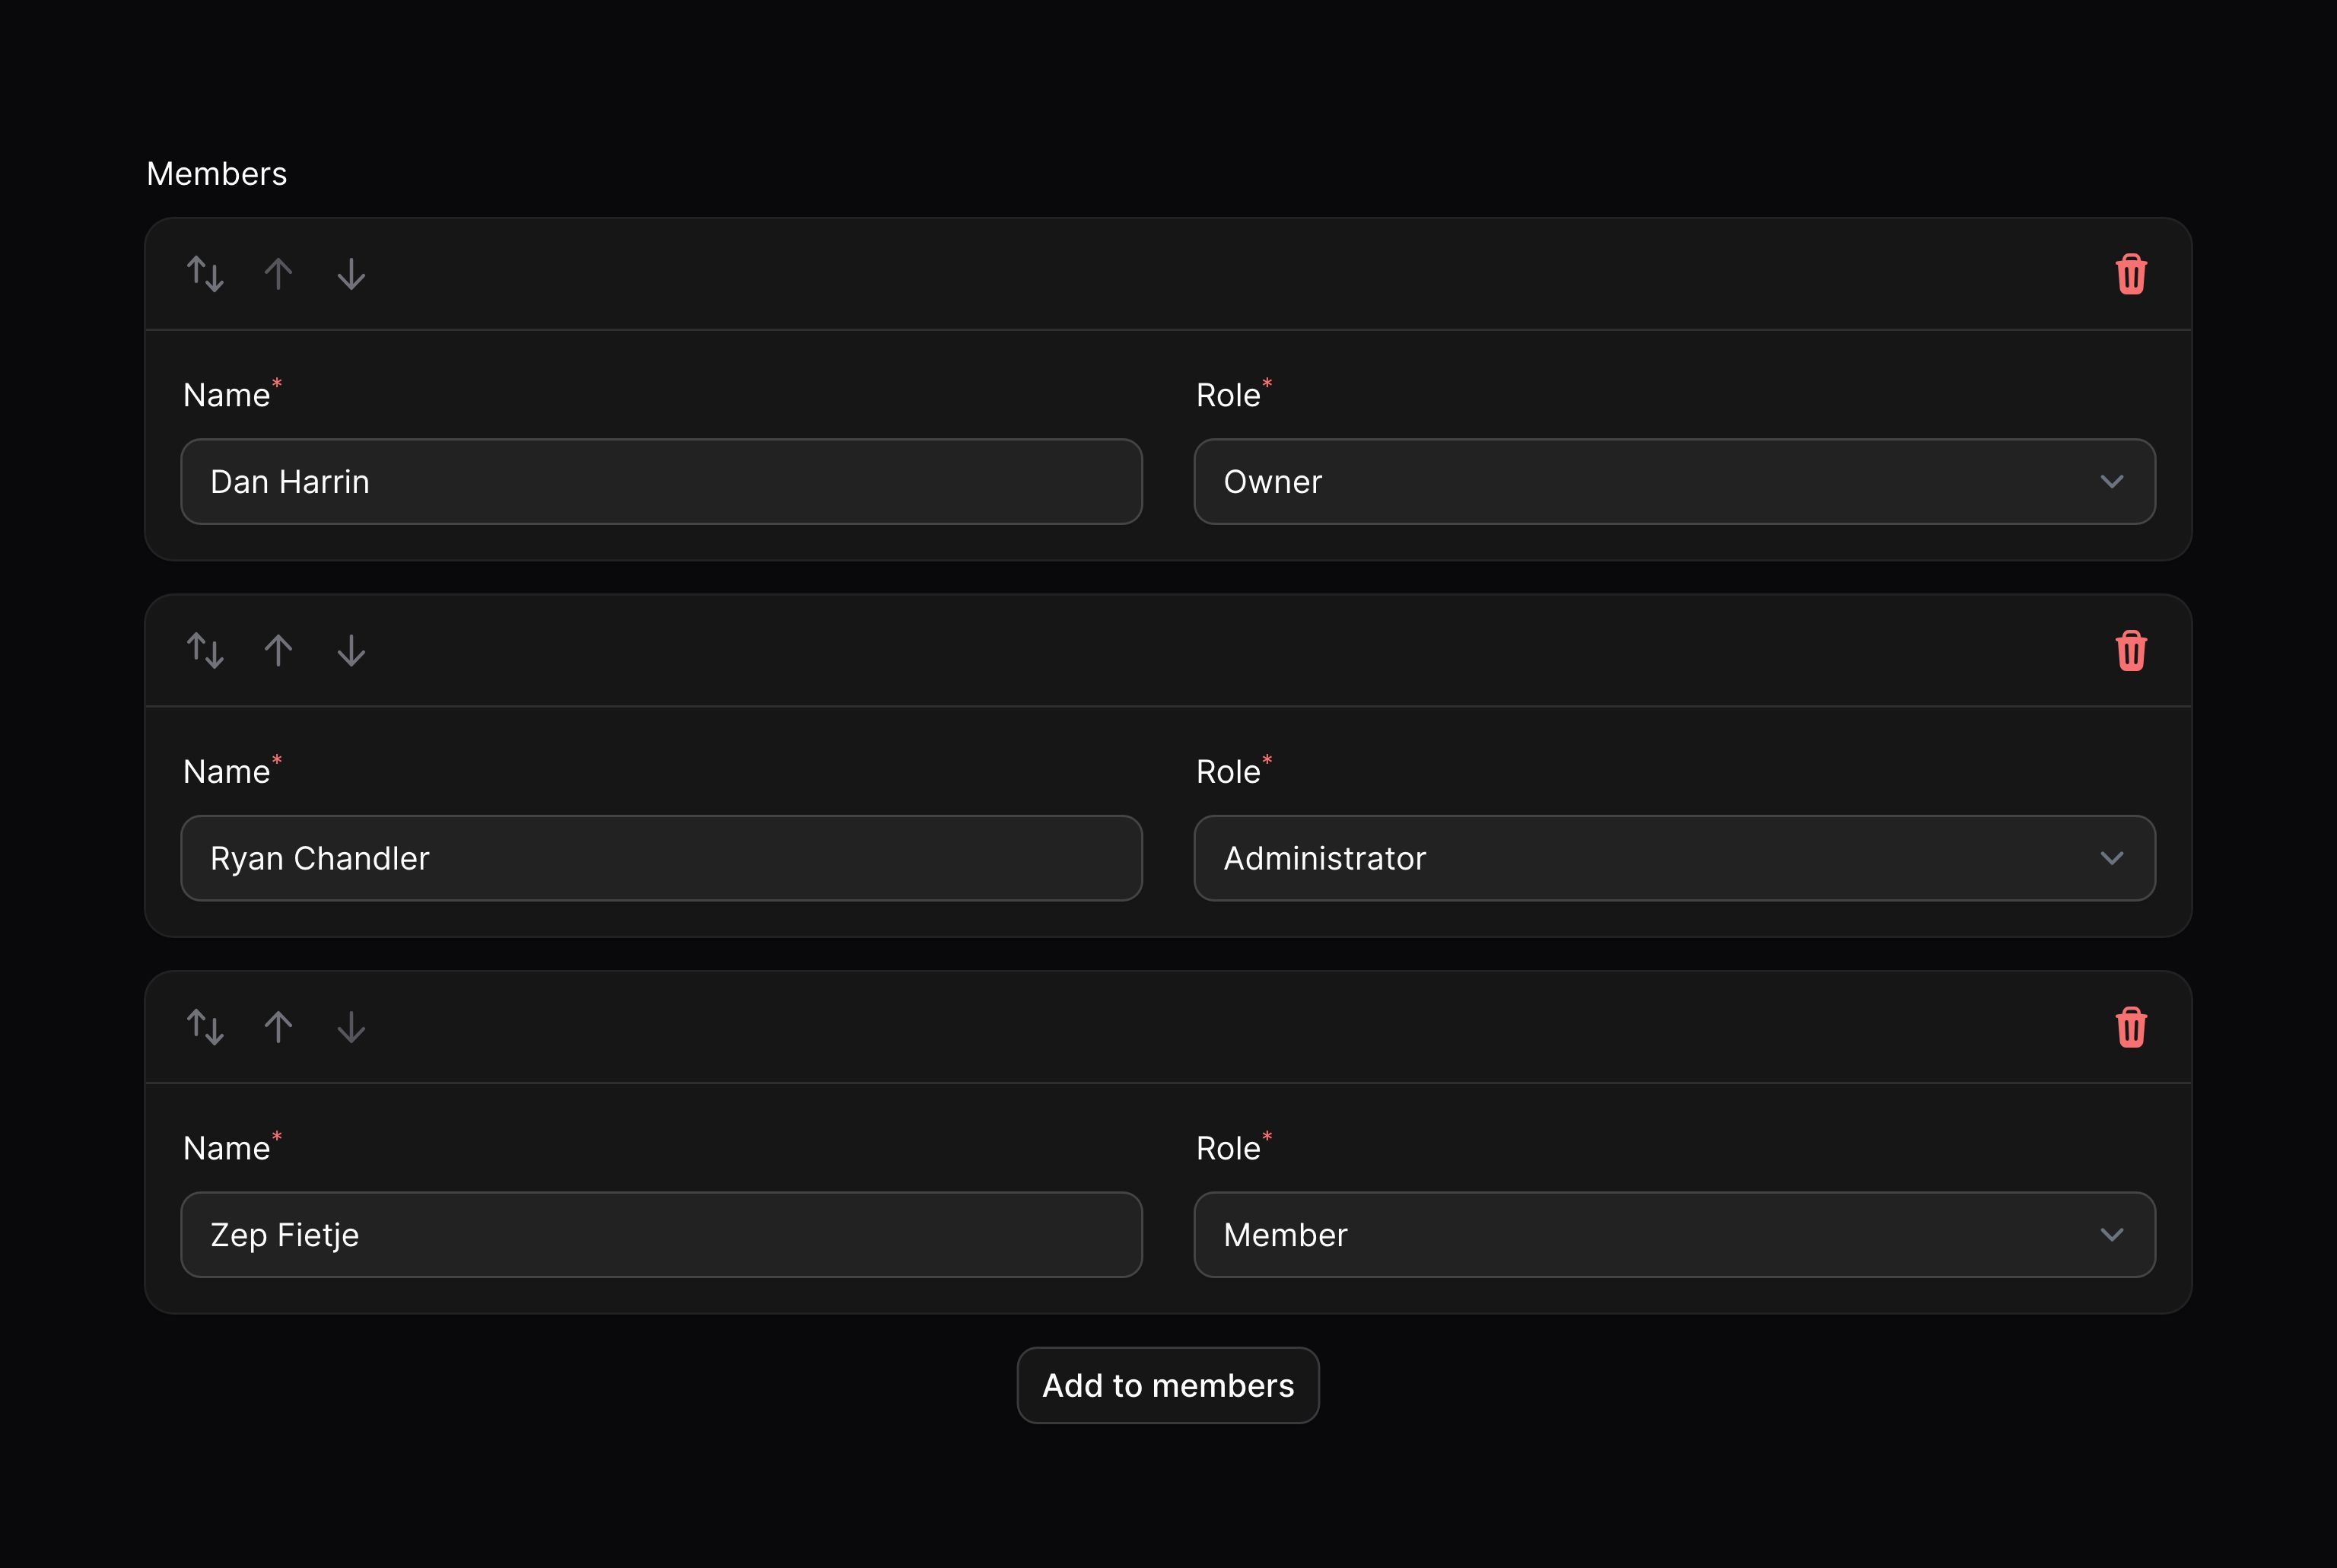 Members
Name* Role*
Dan Harrin Owner
Name* Role*
Ryan Chandler Administrator
Name* Role*
Zep Fietje Member
Add to members